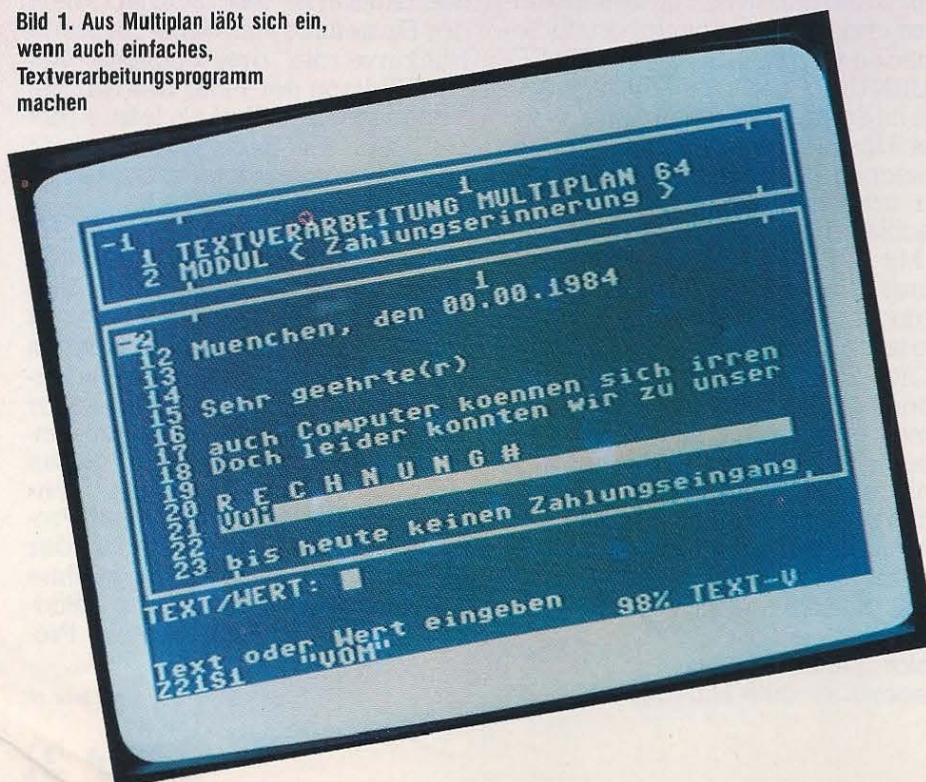 Bild 1. Aus Multiplan läßt sich ein,
wenn auch einfaches,
Textverarbeitungsprogramm
machen
-1 1
1 TEXTVERARBEITUNG MULTIPLAN 64
2 MODUL < Zahlungserinnerung >
-2 1
12 Muenchen, den 00.00.1984
13
14
15 Sehr geehrte(r)
16
17 auch Computer koennen sich irren
18 Doch leider konnten wir zu unser
19
20 R E C H N U N G #
21 VOM
22
23 bis heute keinen Zahlungseingang,
TEXT/WERT:
Text oder Wert eingeben
Z21S1 "VOM" 98% TEXT-V